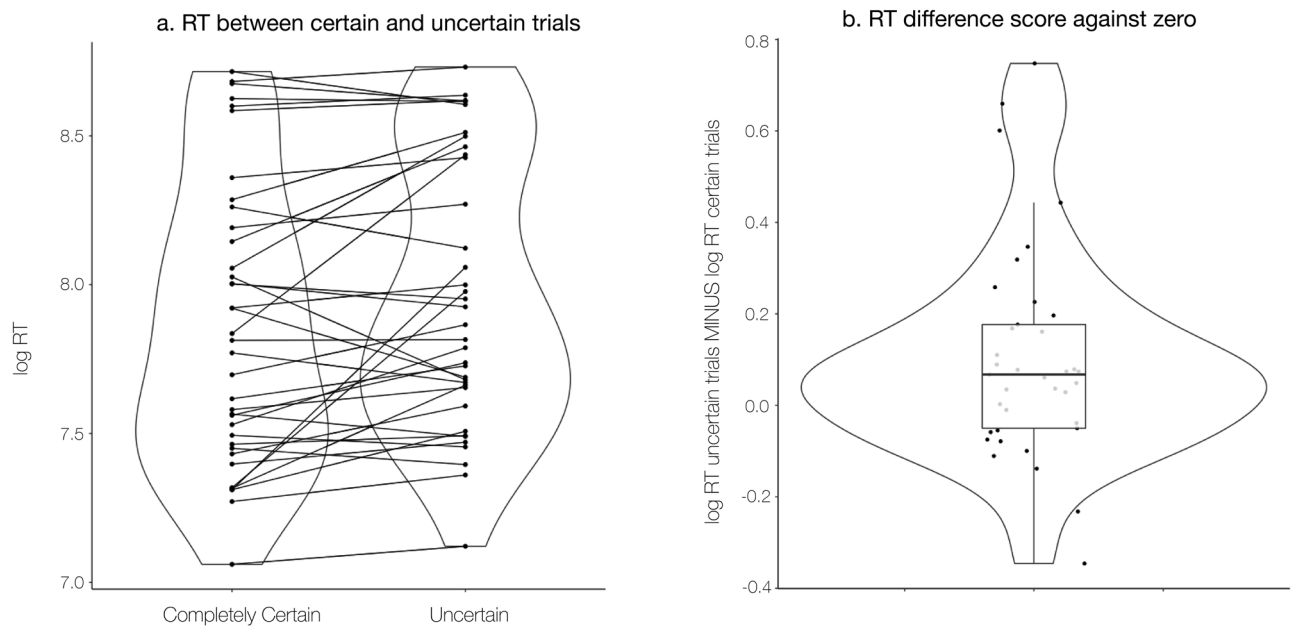 a. RT between certain and uncertain trials
log RT
8.5
8.0
7.5
7.0
Completely Certain
Uncertain
b. RT difference score against zero
log RT uncertain trials MINUS log RT certain trials
0.8
0.6
0.4
0.2
0.0
-0.2
-0.4